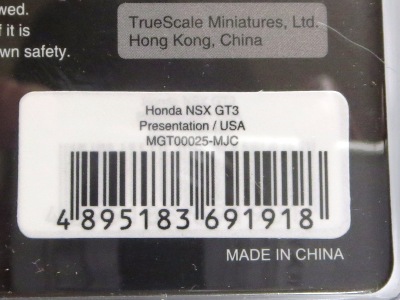 wed.
f it is
wn safety.
TrueScale Miniatures, Ltd.
Hong Kong, China
Honda NSX GT3
Presentation / USA
MGT00025-MJC
4 895183 691918
MADE IN CHINA